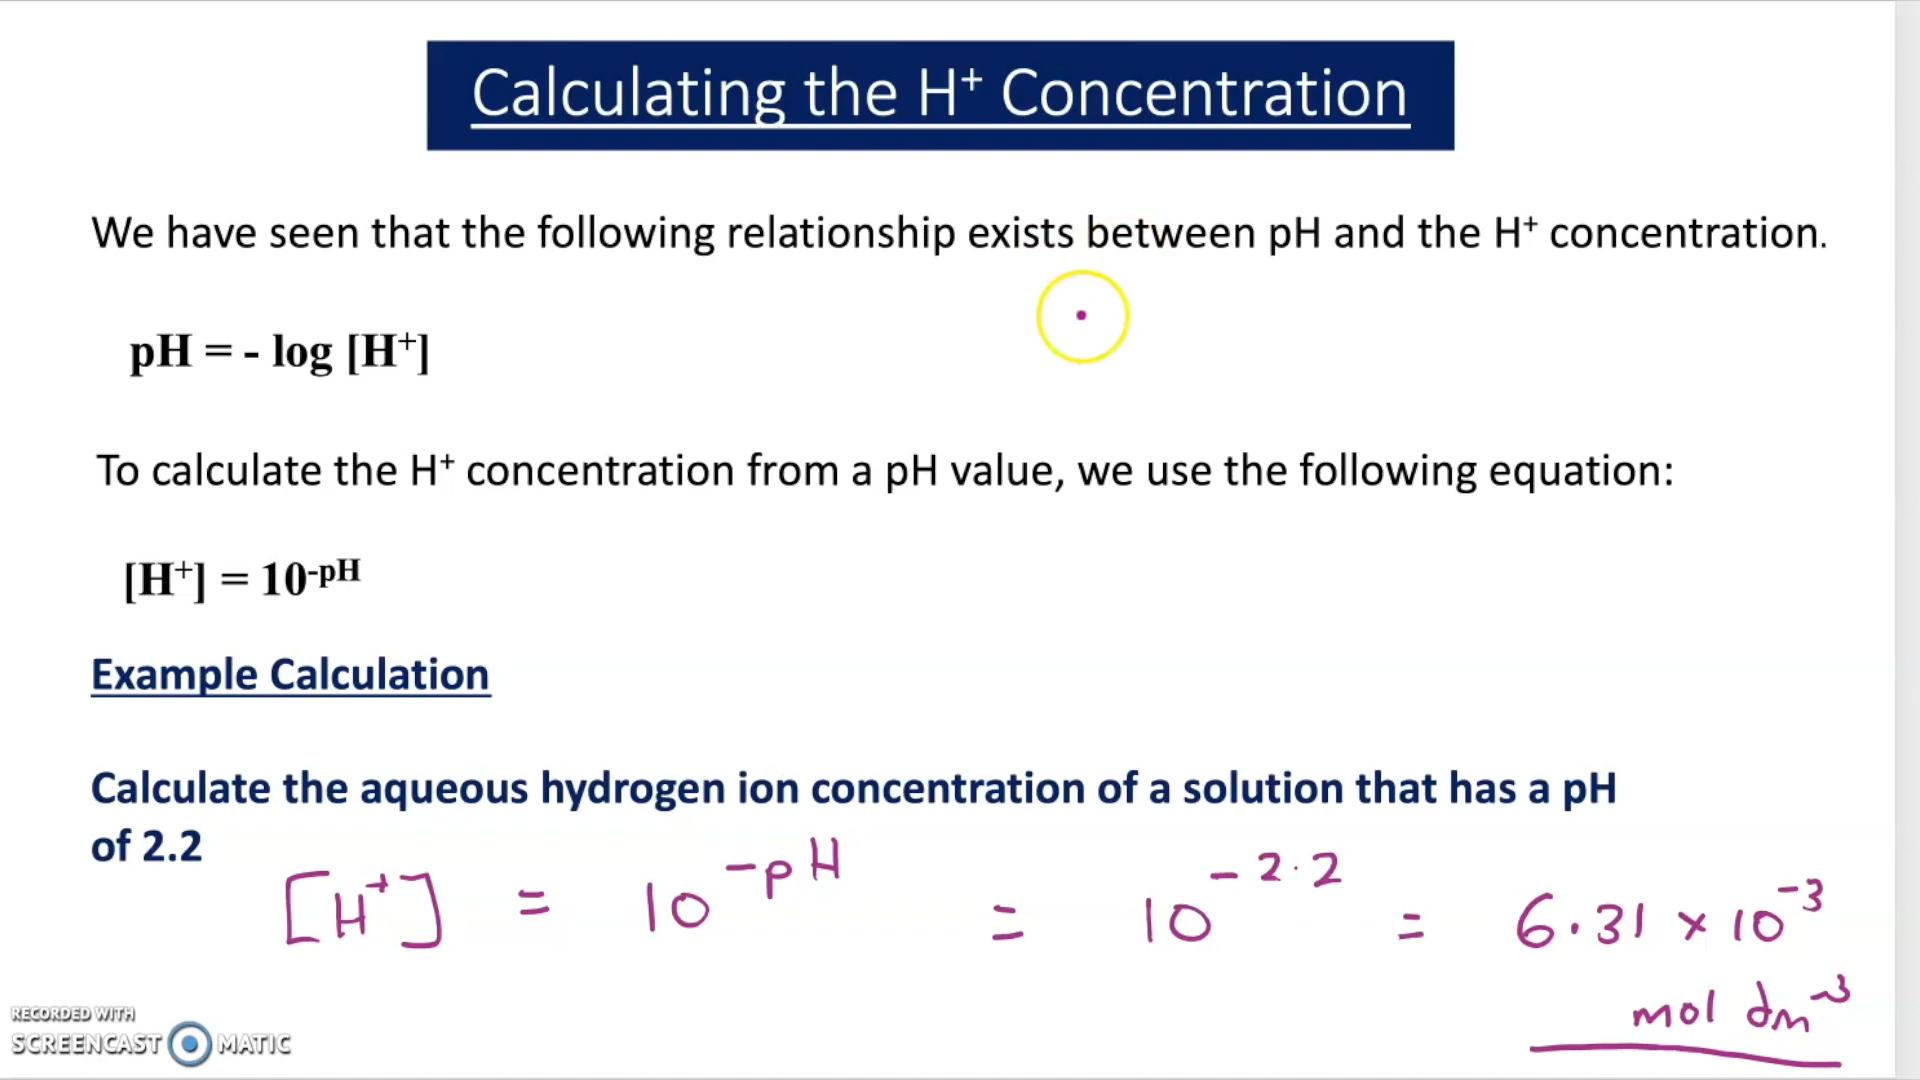 Calculating the H⁺ Concentration
We have seen that the following relationship exists between pH and the H⁺ concentration.
pH = - log [H⁺]
To calculate the H⁺ concentration from a pH value, we use the following equation:
[H⁺] = 10⁻ᵖᴴ
Example Calculation
Calculate the aqueous hydrogen ion concentration of a solution that has a pH
of 2.2
[H⁺] = 10⁻ᵖᴴ = 10⁻²·² = 6.31 × 10⁻³
mol dm⁻³
RECORDED WITH
SCREENCAST MATIC